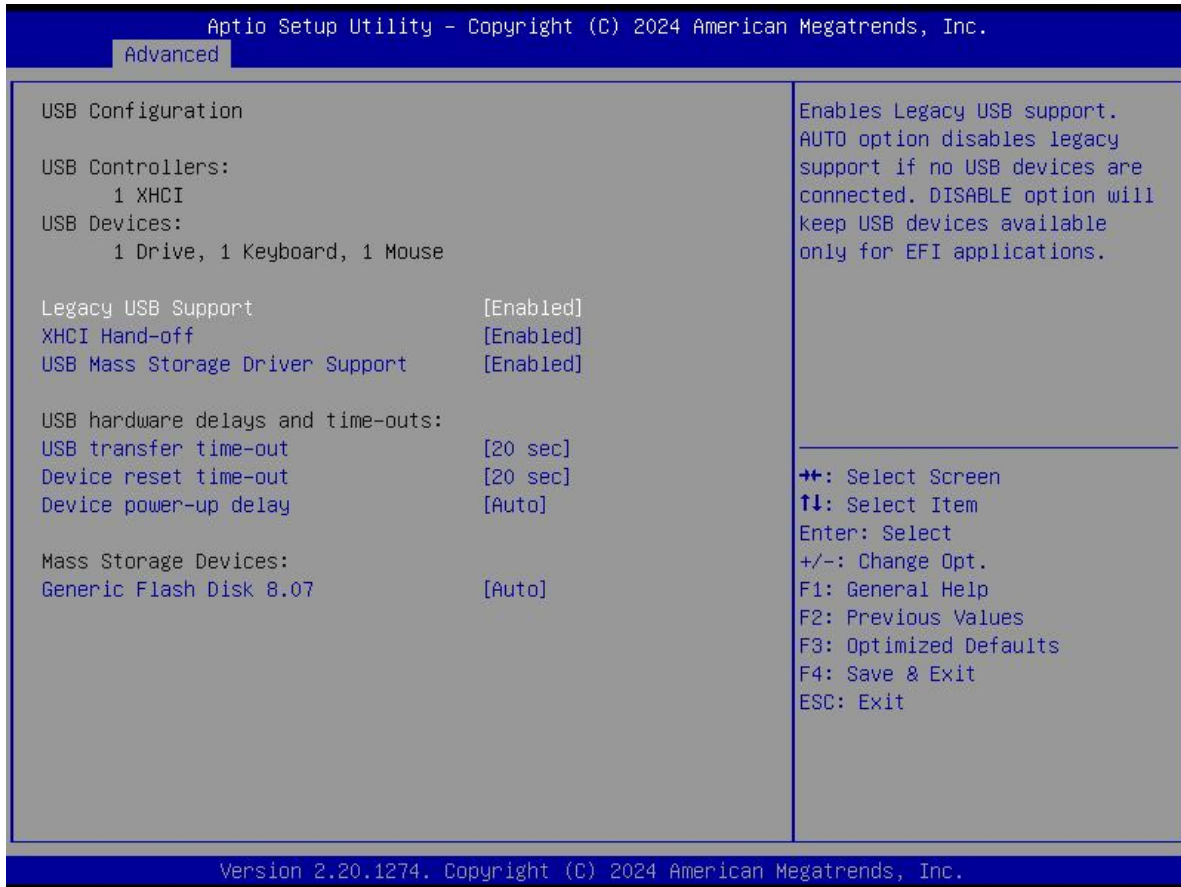 Aptio Setup Utility – Copyright (C) 2024 American Megatrends, Inc.
Advanced
USB Configuration
USB Controllers:
1 XHCI
USB Devices:
1 Drive, 1 Keyboard, 1 Mouse
Legacy USB Support [Enabled]
XHCI Hand-off [Enabled]
USB Mass Storage Driver Support [Enabled]
USB hardware delays and time-outs:
USB transfer time-out [20 sec]
Device reset time-out [20 sec]
Device power-up delay [Auto]
Mass Storage Devices:
Generic Flash Disk 8.07 [Auto]
Enables Legacy USB support.
AUTO option disables legacy
support if no USB devices are
connected. DISABLE option will
keep USB devices available
only for EFI applications.
→←: Select Screen
↑↓: Select Item
Enter: Select
+/-: Change Opt.
F1: General Help
F2: Previous Values
F3: Optimized Defaults
F4: Save & Exit
ESC: Exit
Version 2.20.1274. Copyright (C) 2024 American Megatrends, Inc.